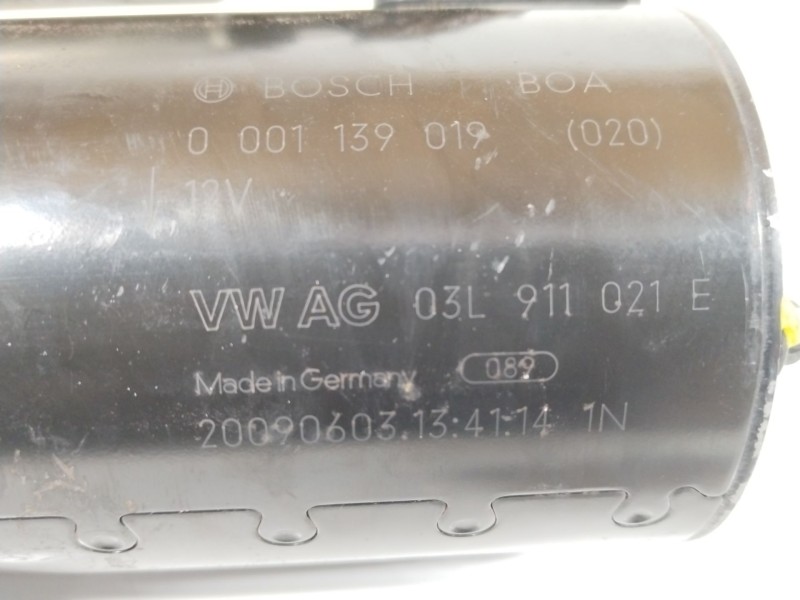 BOSCH BOA
0 001 139 019 (020)
12V
VW AG 03L 911 021 E
Made in Germany 089
20090603.13:41:14 1N